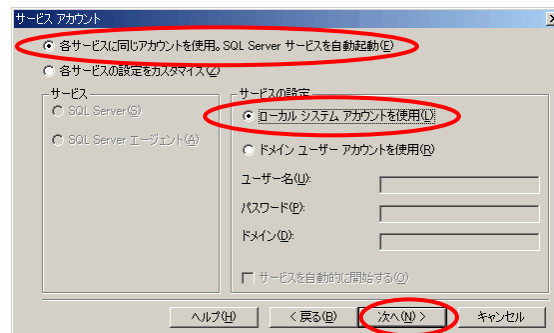 サービス アカウント
各サービスに同じアカウントを使用。SQL Server サービスを自動起動(E)
各サービスの設定をカスタマイズ(Z)
サービス
SQL Server(S)
SQL Server エージェント(A)
サービスの設定
ローカル システム アカウントを使用(L)
ドメイン ユーザー アカウントを使用(R)
ユーザー名(U):
パスワード(P):
ドメイン(D):
サービスを自動的に開始する(O)
ヘルプ(H)
< 戻る(B)
次へ(N) >
キャンセル